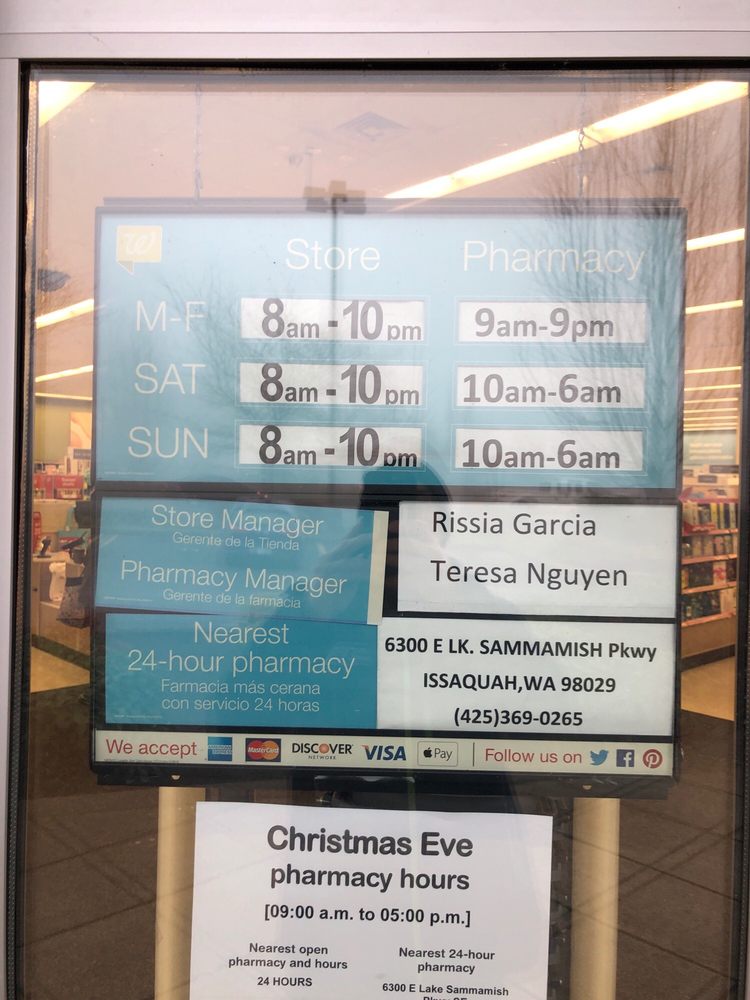 Store Pharmacy
M-F 8am - 10pm 9am-9pm
SAT 8am - 10pm 10am-6am
SUN 8am - 10pm 10am-6am
Store Manager
Gerente de la Tienda
Rissia Garcia
Pharmacy Manager
Gerente de la farmacia
Teresa Nguyen
Nearest
24-hour pharmacy
Farmacia más cerana
con servicio 24 horas
6300 E LK. SAMMAMISH Pkwy
ISSAQUAH,WA 98029
(425)369-0265
We accept AMERICAN EXPRESS MasterCard DISCOVER NETWORK VISA Pay Follow us on
Christmas Eve
pharmacy hours
[09:00 a.m. to 05:00 p.m.]
Nearest open
pharmacy and hours
24 HOURS
Nearest 24-hour
pharmacy
6300 E Lake Sammamish